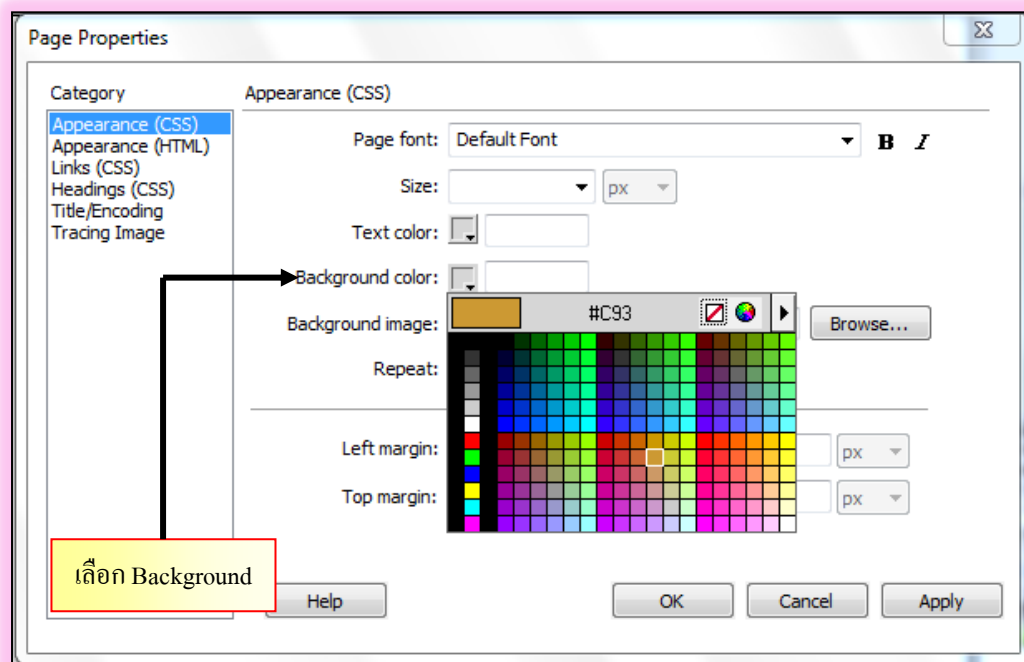 Page Properties
Category
Appearance (CSS)
Appearance (HTML)
Links (CSS)
Headings (CSS)
Title/Encoding
Tracing Image
Appearance (CSS)
Page font: Default Font B I
Size: px
Text color:
Background color:
#C93
Background image: Browse...
Repeat:
Left margin: px
Top margin: px
เลือก Background
Help OK Cancel Apply